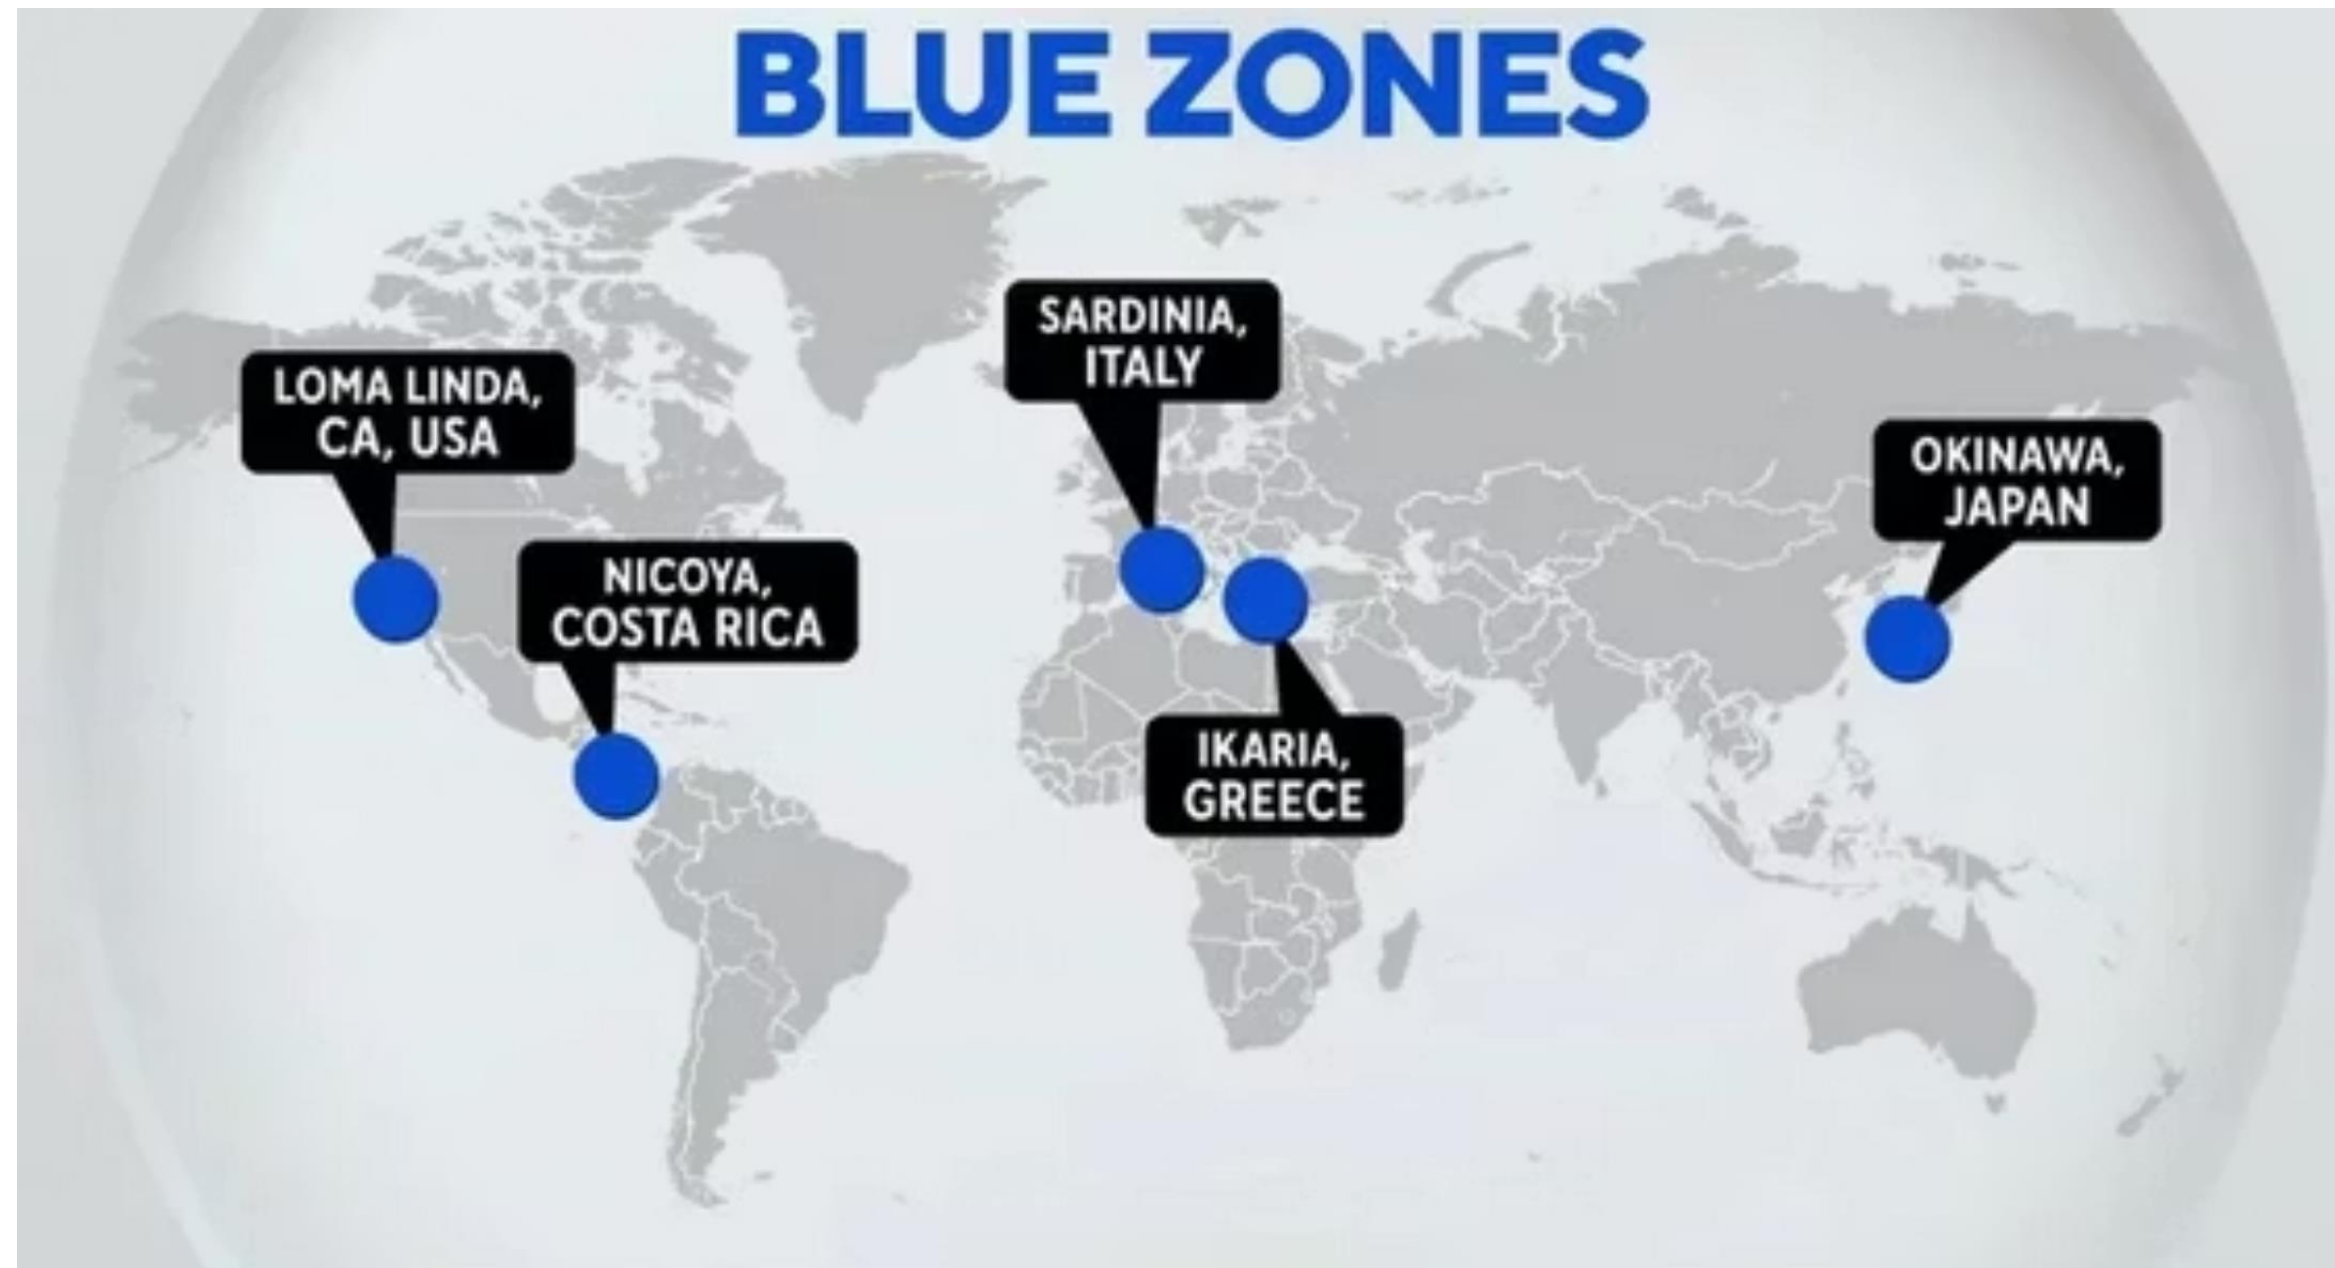 BLUE ZONES
LOMA LINDA,
CA, USA
NICOYA,
COSTA RICA
SARDINIA,
ITALY
IKARIA,
GREECE
OKINAWA,
JAPAN